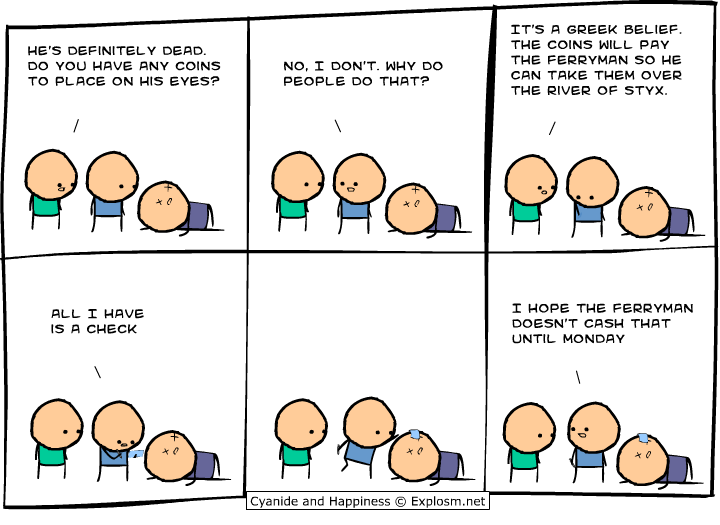 HE'S DEFINITELY DEAD.
DO YOU HAVE ANY COINS
TO PLACE ON HIS EYES?
NO, I DON'T. WHY DO
PEOPLE DO THAT?
IT'S A GREEK BELIEF.
THE COINS WILL PAY
THE FERRYMAN SO HE
CAN TAKE THEM OVER
THE RIVER OF STYX.
ALL I HAVE
IS A CHECK
I HOPE THE FERRYMAN
DOESN'T CASH THAT
UNTIL MONDAY
Cyanide and Happiness © Explosm.net